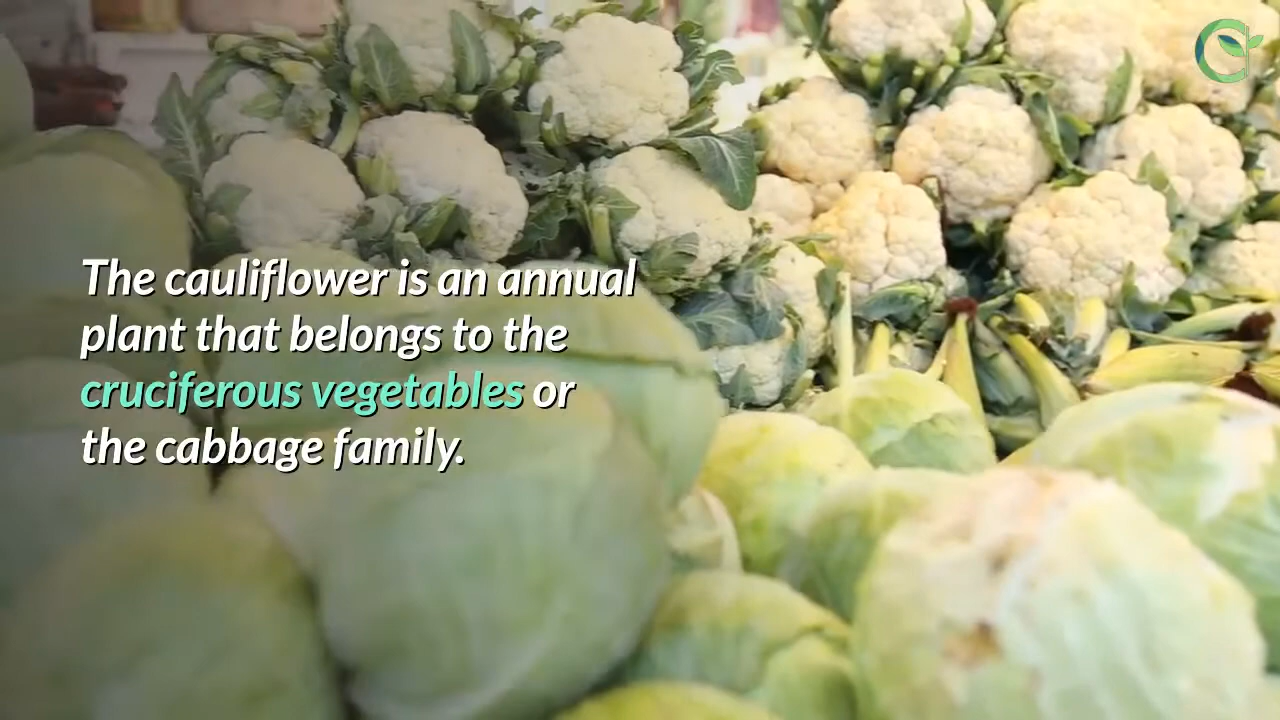 The cauliflower is an annual
plant that belongs to the
cruciferous vegetables or
the cabbage family.